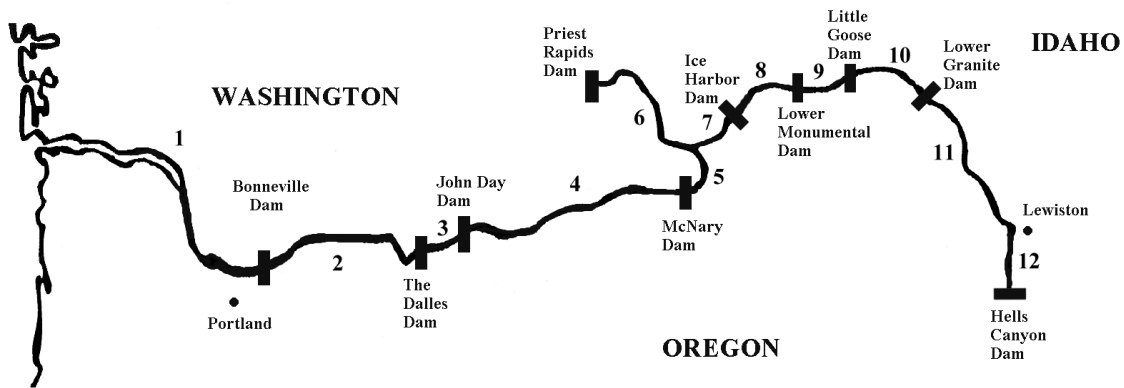 Little
Goose
Dam
Priest
Rapids
Dam
IDAHO
10
Lower
Granite
Dam
Ice
Harbor
Dam
8
9
WASHINGTON
6
7
Lower
Monumental
Dam
1
11
Bonneville
Dam
John Day
Dam
4
5
Lewiston
3
McNary
Dam
2
12
The
Dalles
Dam
Portland
Hells
Canyon
Dam
OREGON